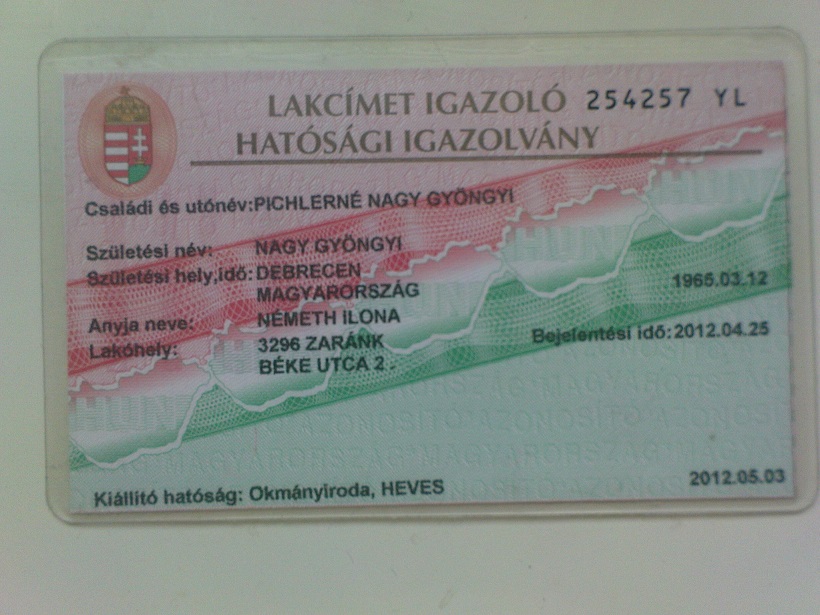 LAKCÍMET IGAZOLÓ 254257 YL
HATÓSÁGI IGAZOLVÁNY
Családi és utónév: PICHLERNÉ NAGY GYÖNGYI
Születési név: NAGY GYÖNGYI
Születési hely,idő: DEBRECEN 1965.03.12
MAGYARORSZÁG
Anyja neve: NÉMETH ILONA
Lakóhely: 3296 ZARÁNK Bejelentési idő: 2012.04.25
BÉKE UTCA 2 .
Kiállító hatóság: Okmányiroda, HEVES 2012.05.03